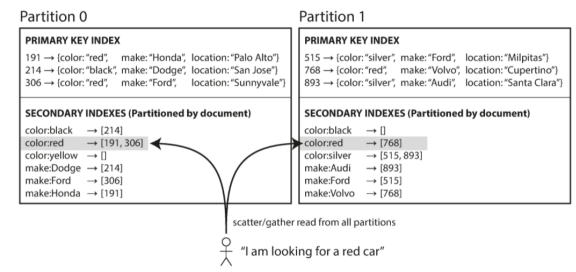 Partition 0
PRIMARY KEY INDEX
191 → {color: "red", make: "Honda", location: "Palo Alto"}
214 → {color: "black", make: "Dodge", location: "San Jose"}
306 → {color: "red", make: "Ford", location: "Sunnyvale"}
SECONDARY INDEXES (Partitioned by document)
color:black → [214]
color:red → [191, 306]
color:yellow → []
make:Dodge → [214]
make:Ford → [306]
make:Honda → [191]
Partition 1
PRIMARY KEY INDEX
515 → {color: "silver", make: "Ford", location: "Milpitas"}
768 → {color: "red", make: "Volvo", location: "Cupertino"}
893 → {color: "silver", make: "Audi", location: "Santa Clara"}
SECONDARY INDEXES (Partitioned by document)
color:black → []
color:red → [768]
color:silver → [515, 893]
make:Audi → [893]
make:Ford → [515]
make:Volvo → [768]
scatter/gather read from all partitions
"I am looking for a red car"